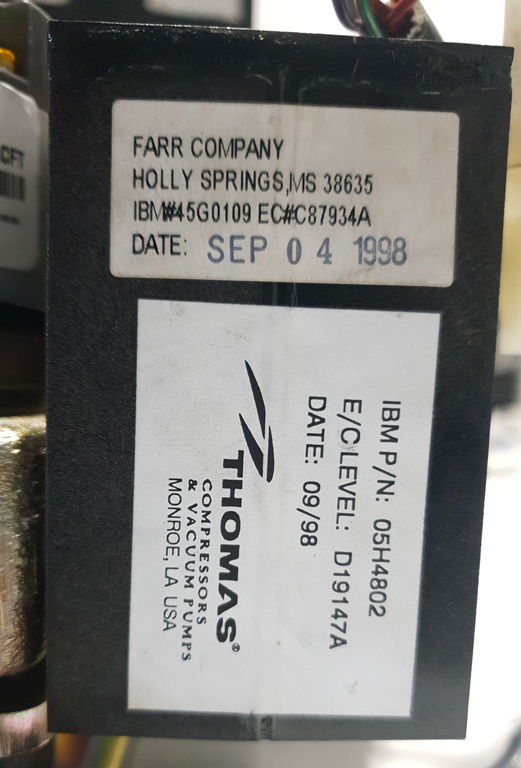 CFT
FARR COMPANY
HOLLY SPRINGS,MS 38635
IBM#45G0109 EC#C87934A
DATE: SEP 04 1998
IBM P/N: 05H4802
E/C LEVEL: D19147A
DATE: 09/98
THOMAS®
COMPRESSORS
& VACUUM PUMPS
MONROE, LA USA